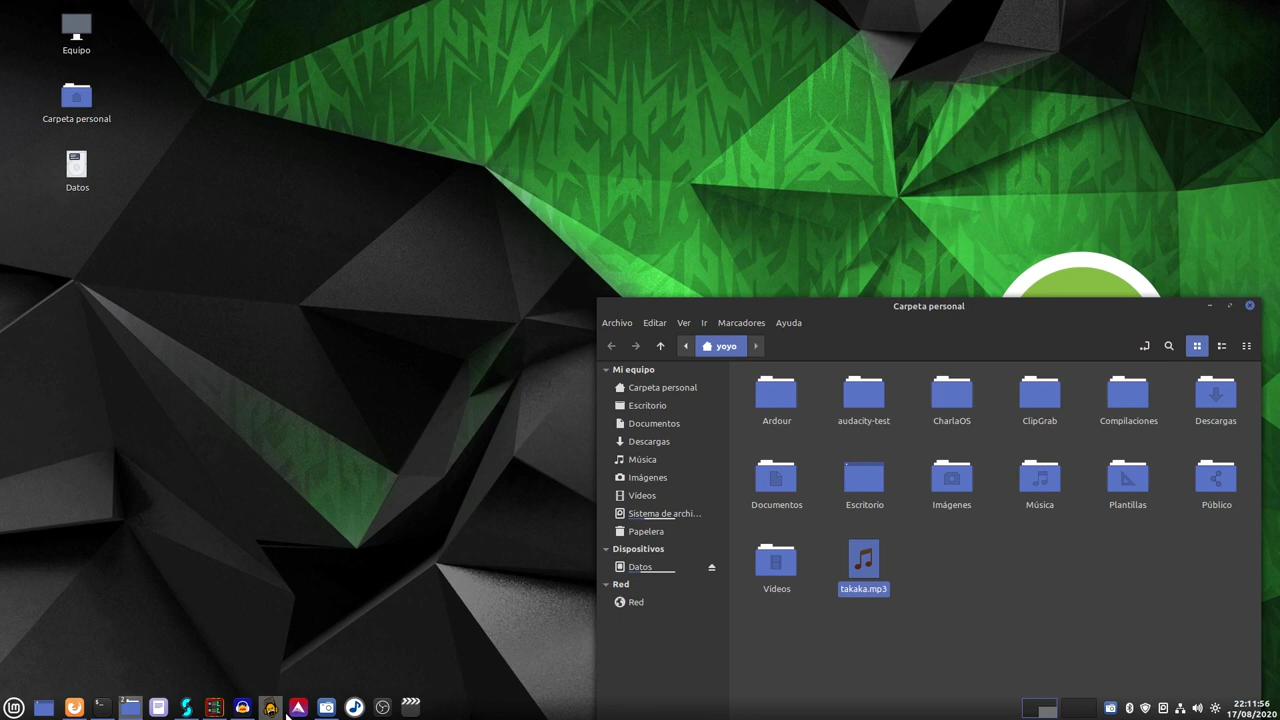 Equipo
Carpeta personal
Datos
Carpeta personal
Archivo Editar Ver Ir Marcadores Ayuda
yoyo
Mi equipo
Carpeta personal
Escritorio
Documentos
Descargas
Música
Imágenes
Vídeos
Sistema de archi...
Papelera
Dispositivos
Datos
Red
Red
Ardour audacity-test CharlaOS ClipGrab Compilaciones Descargas
Documentos Escritorio Imágenes Música Plantillas Público
Vídeos takaka.mp3
2
22:11:56
17/08/2020